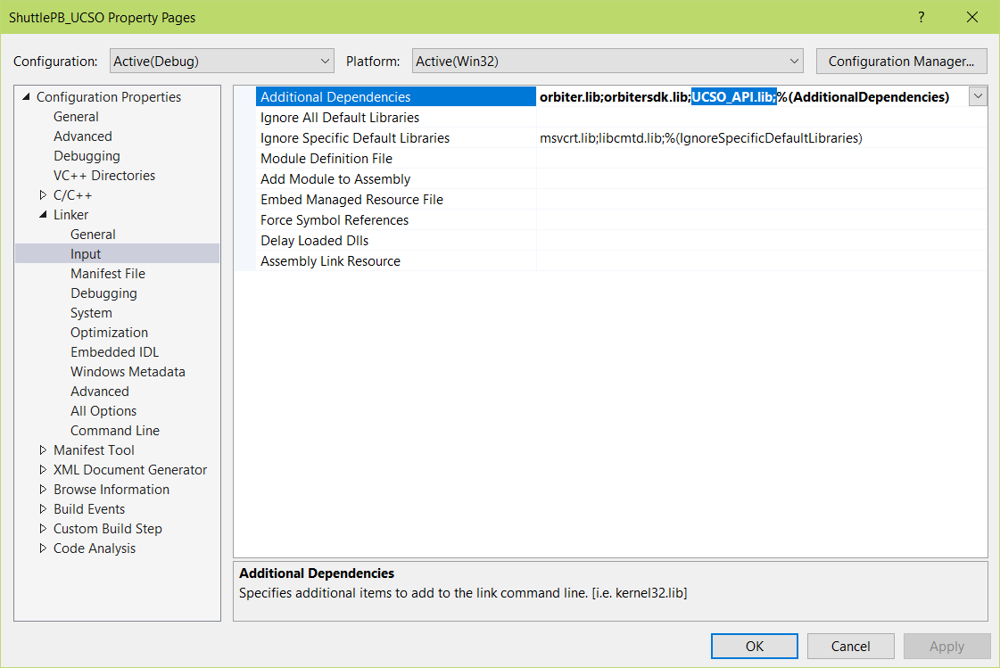 ShuttlePB_UCSO Property Pages
?
Configuration: Active(Debug) Platform: Active(Win32) Configuration Manager...
Configuration Properties
General
Advanced
Debugging
VC++ Directories
C/C++
Linker
General
Input
Manifest File
Debugging
System
Optimization
Embedded IDL
Windows Metadata
Advanced
All Options
Command Line
Manifest Tool
XML Document Generator
Browse Information
Build Events
Custom Build Step
Code Analysis
Additional Dependencies orbiter.lib;orbitersdk.lib;UCSO_API.lib;%(AdditionalDependencies)
Ignore All Default Libraries
Ignore Specific Default Libraries msvcrt.lib;libcmtd.lib;%(IgnoreSpecificDefaultLibraries)
Module Definition File
Add Module to Assembly
Embed Managed Resource File
Force Symbol References
Delay Loaded Dlls
Assembly Link Resource
Additional Dependencies
Specifies additional items to add to the link command line. [i.e. kernel32.lib]
OK Cancel Apply